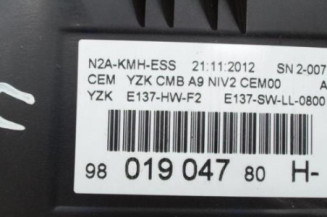 N2A-KMH-ESS 21:11:2012 SN 2-007
CEM YZK CMB A9 NIV2 CEM00 A
YZK E137-HW-F2 E137-SW-LL-0800
98 019 047 80 H-